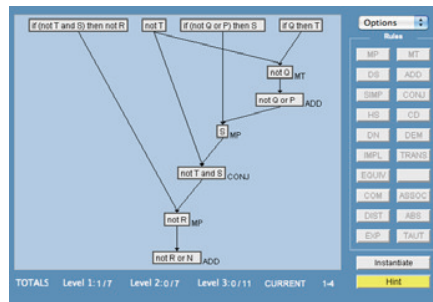 if (not T and S) then not R
not T
if (not Q or P) then S
if Q then T
Options
Rules
not Q MT
not Q or P ADD
S MP
not T and S CONJ
not R MP
not R or N ADD
MP MT
DS ADD
SIMP CONJ
HS CD
DN DEM
IMPL TRANS
EQUIV
COM ASSOC
DIST ABS
EXP TAUT
Instantiate
Hint
TOTALS Level 1: 1/7 Level 2: 0/7 Level 3: 0/11 CURRENT 1-4